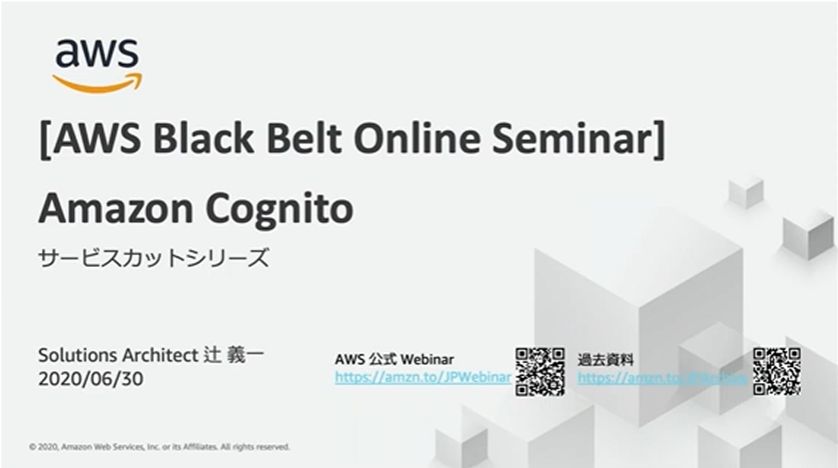 aws
[AWS Black Belt Online Seminar]
Amazon Cognito
サービスカットシリーズ
Solutions Architect 辻 義一
2020/06/30
AWS 公式 Webinar
https://amzn.to/JPWebinar
過去資料
https://amzn.to/JPArchive
© 2020, Amazon Web Services, Inc. or its Affiliates. All rights reserved.